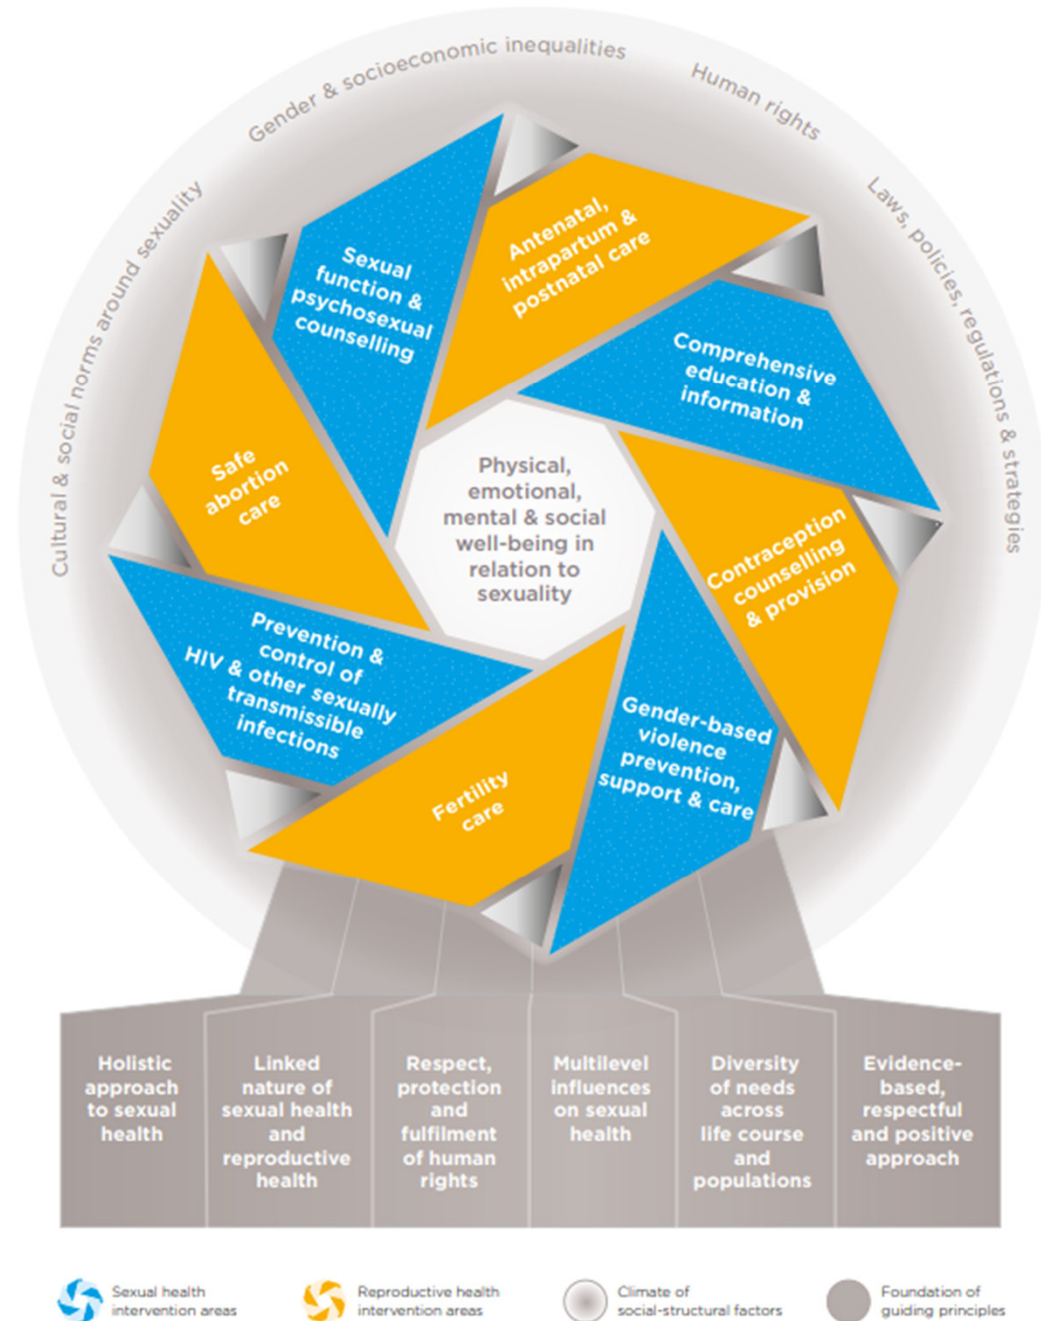 Gender & socioeconomic inequalities
Human rights
Cultural & social norms around sexuality
Laws, policies, regulations & strategies
Sexual
function &
psychosexual
counselling
Antenatal,
intrapartum &
postnatal care
Comprehensive
education &
information
Safe
abortion
care
Physical,
emotional,
mental & social
well-being in
relation to
sexuality
Contraception
counselling
& provision
Prevention &
control of
HIV & other sexually
transmissible
infections
Fertility
care
Gender-based
violence
prevention,
support & care
Holistic
approach
to sexual
health
Linked
nature of
sexual health
and
reproductive
health
Respect,
protection
and
fulfilment
of human
rights
Multilevel
influences
on sexual
health
Diversity
of needs
across
life course
and
populations
Evidence-
based,
respectful
and positive
approach
Sexual health
intervention areas
Reproductive health
intervention areas
Climate of
social-structural factors
Foundation of
guiding principles